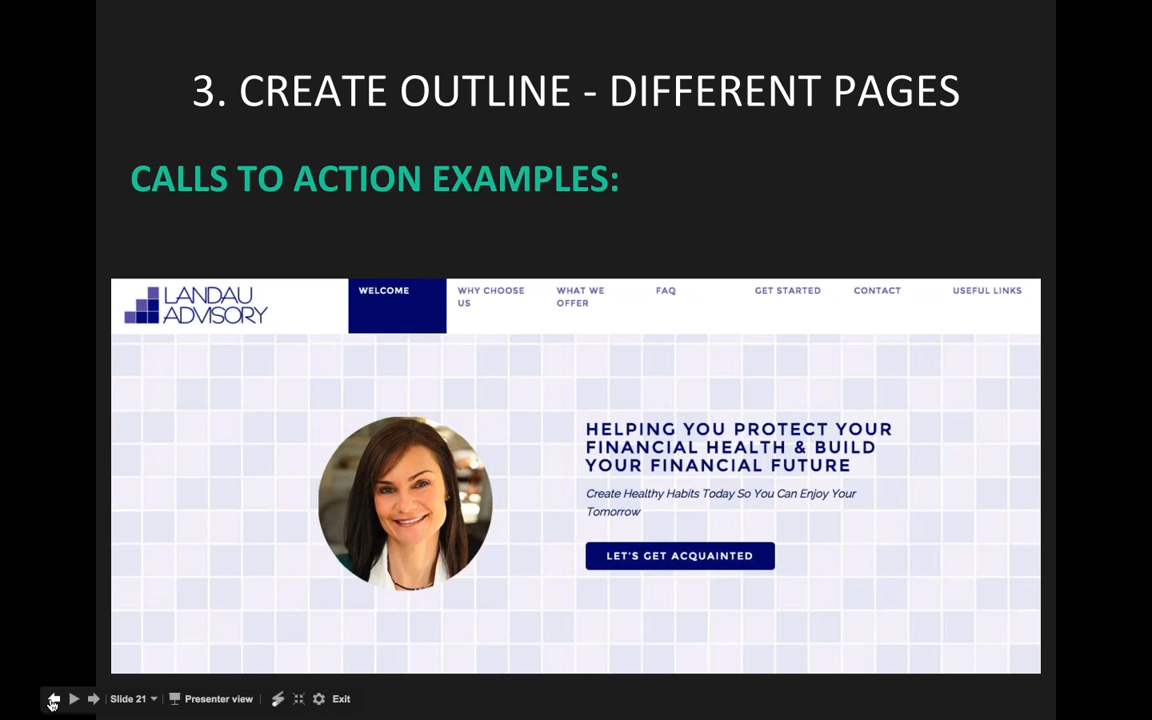 3. CREATE OUTLINE - DIFFERENT PAGES
CALLS TO ACTION EXAMPLES:
LANDAU
ADVISORY
WELCOME
WHY CHOOSE
US
WHAT WE
OFFER
FAQ
GET STARTED
CONTACT
USEFUL LINKS
HELPING YOU PROTECT YOUR
FINANCIAL HEALTH & BUILD
YOUR FINANCIAL FUTURE
Create Healthy Habits Today So You Can Enjoy Your
Tomorrow
LET'S GET ACQUAINTED
Slide 21
Presenter view
Exit